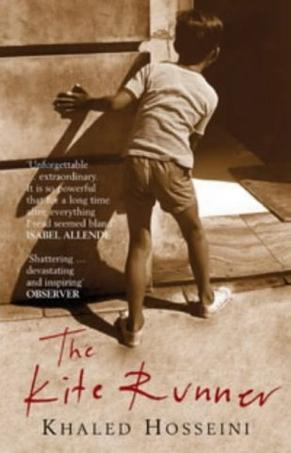 'Unforgettable
... extraordinary.
It is so powerful
that for a long time
after everything
I read seemed bland'
ISABEL ALLENDE
'Shattering ...
devastating
and inspiring'
OBSERVER
The
Kite Runner
KHALED HOSSEINI